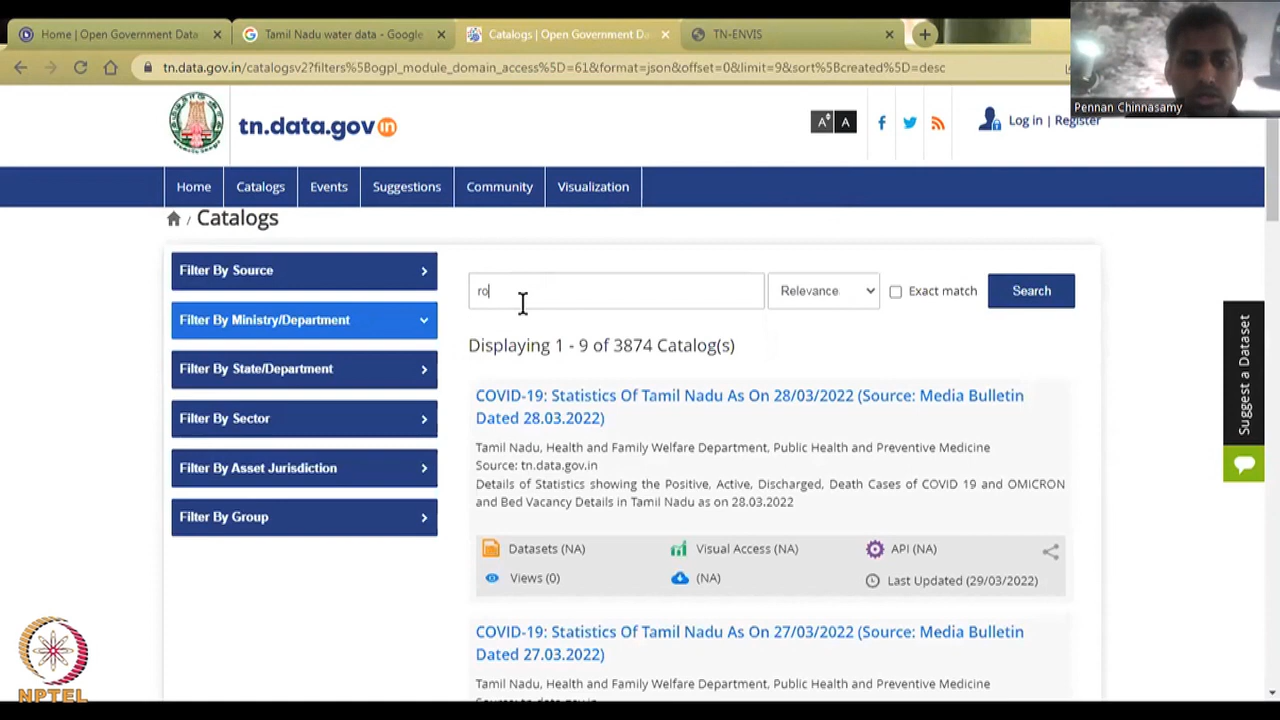 Home | Open Government Data
Tamil Nadu water data - Google
Catalogs | Open Government Da
TN-ENVIS
tn.data.gov.in/catalogsv2?filters%5Bogpl_module_domain_access%5D=61&format=json&offset=0&limit=9&sort%5Bcreated%5D=desc
Pennan Chinnasamy
tn.data.gov in
A A
Log in | Register
Home Catalogs Events Suggestions Community Visualization
/ Catalogs
Filter By Source
Filter By Ministry/Department
Filter By State/Department
Filter By Sector
Filter By Asset Jurisdiction
Filter By Group
ro
Relevance
Exact match
Search
Displaying 1 - 9 of 3874 Catalog(s)
COVID-19: Statistics Of Tamil Nadu As On 28/03/2022 (Source: Media Bulletin
Dated 28.03.2022)
Tamil Nadu, Health and Family Welfare Department, Public Health and Preventive Medicine
Source: tn.data.gov.in
Details of Statistics showing the Positive, Active, Discharged, Death Cases of COVID 19 and OMICRON
and Bed Vacancy Details in Tamil Nadu as on 28.03.2022
Datasets (NA) Visual Access (NA) API (NA)
Views (0) (NA) Last Updated (29/03/2022)
COVID-19: Statistics Of Tamil Nadu As On 27/03/2022 (Source: Media Bulletin
Dated 27.03.2022)
Tamil Nadu, Health and Family Welfare Department, Public Health and Preventive Medicine
Suggest a Dataset
NPTEL